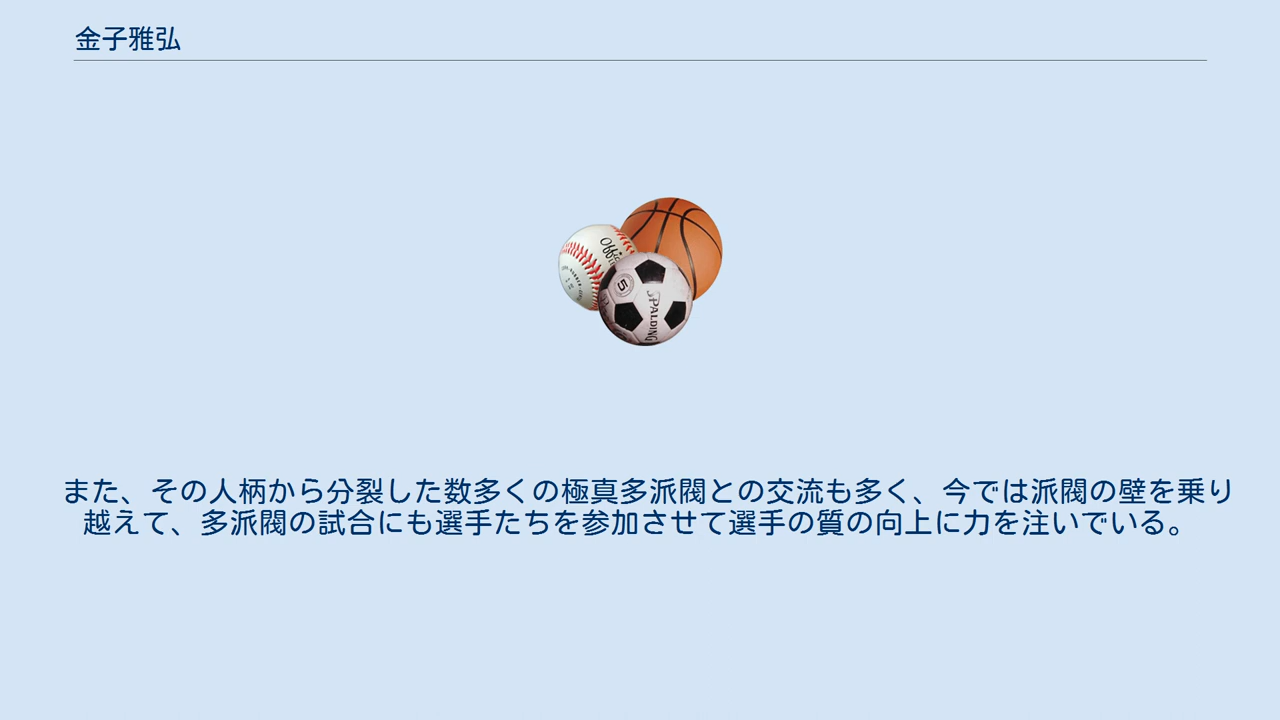 金子雅弘
Offic
5
SPALDING
また、その人柄から分裂した数多くの極真多派閥との交流も多く、今では派閥の壁を乗り
越えて、多派閥の試合にも選手たちを参加させて選手の質の向上に力を注いでいる。